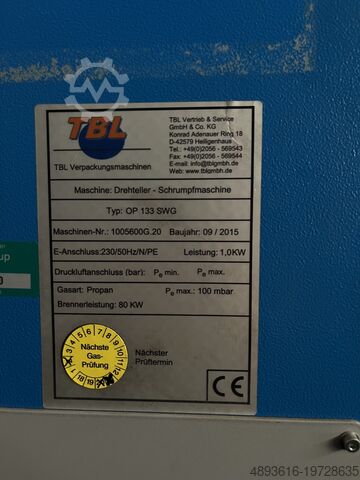 TBL
TBL Verpackungsmaschinen
TBL Vertrieb & Service
GmbH & Co. KG
Konrad Adenauer Ring 18
D-42579 Heiligenhaus
Tel.: +49(0)2056 - 569543
Fax.: +49(0)2056 - 569544
E-Mail.: info@tblgmbh.de
Web.: www.tblgmbh.de
Maschine: Drehteller - Schrumpfmaschine
Typ: OP 133 SWG
Maschinen-Nr.: 1005600G.20 Baujahr: 09 / 2015
E-Anschluss:230/50Hz/N/PE Leistung: 1,0KW
Druckluftanschluss (bar): Pe min. Pe max.
Gasart: Propan Pe max.: 100 mbar
Brennerleistung: 80 KW
Nächste
Gas-
Prüfung
Nächster
Prüftermin
CE
up
0
4893616-19728635